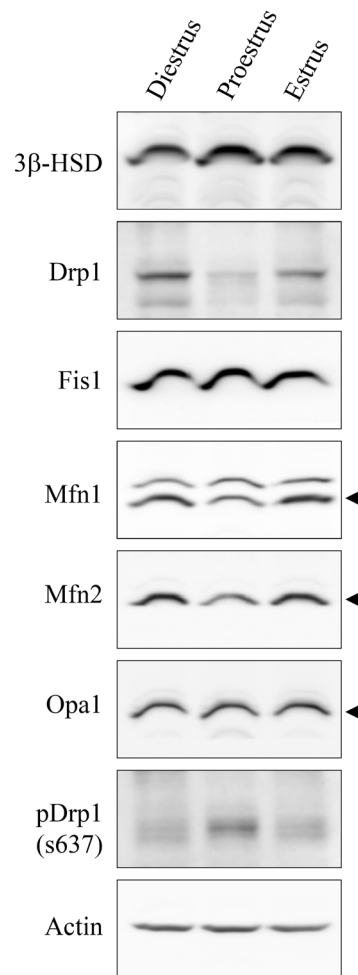 Diestrus
Proestrus
Estrus
3β-HSD
Drp1
Fis1
Mfn1
Mfn2
Opa1
pDrp1
(s637)
Actin